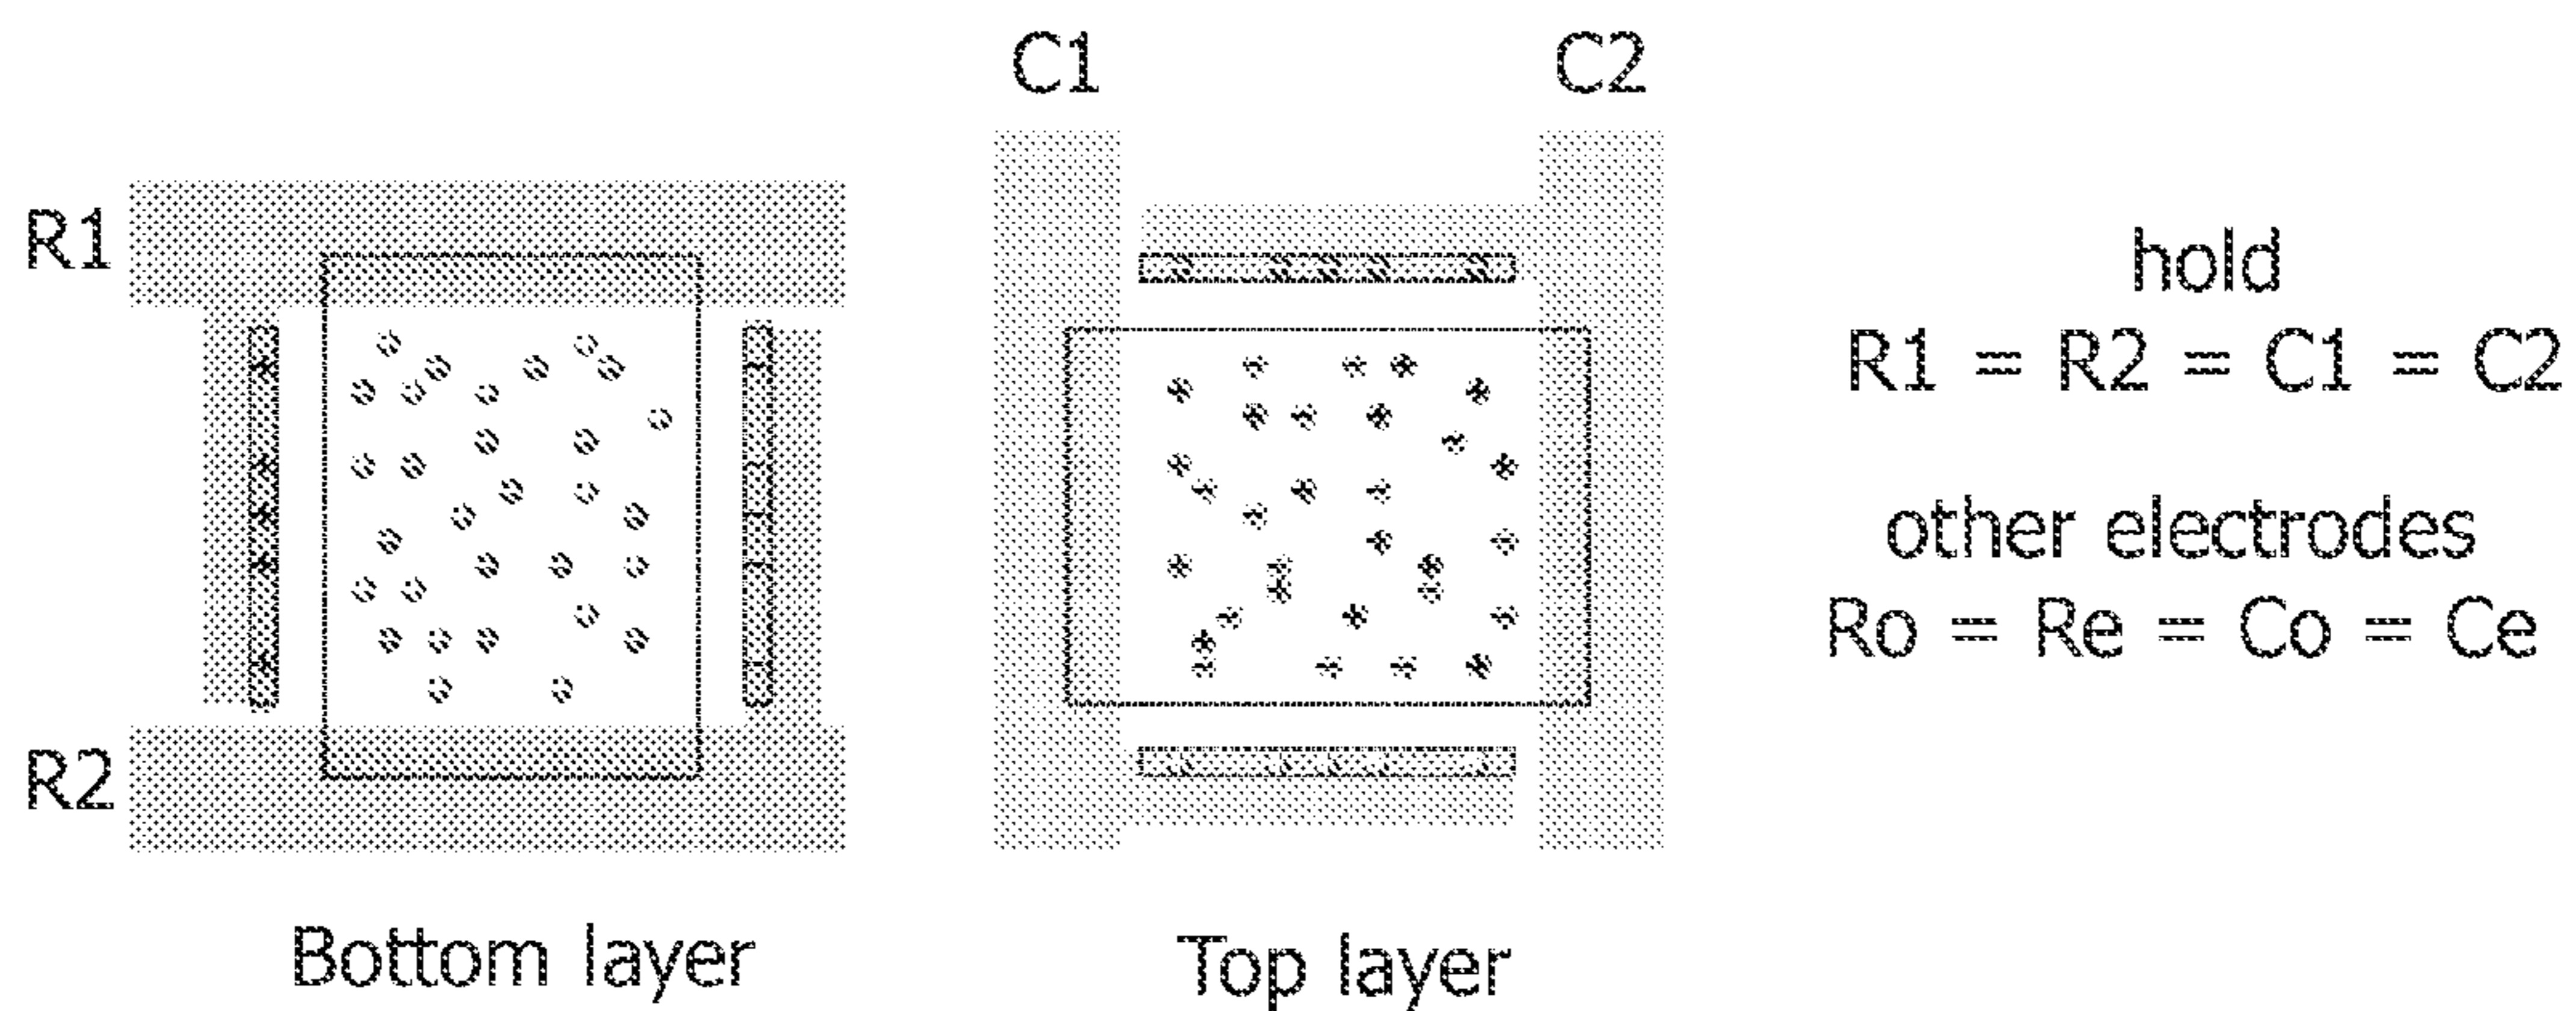 C1
C2
R1
R2
Bottom layer
Top layer
hold
R1 = R2 = C1 = C2
other electrodes
Ro = Re = Co = Ce